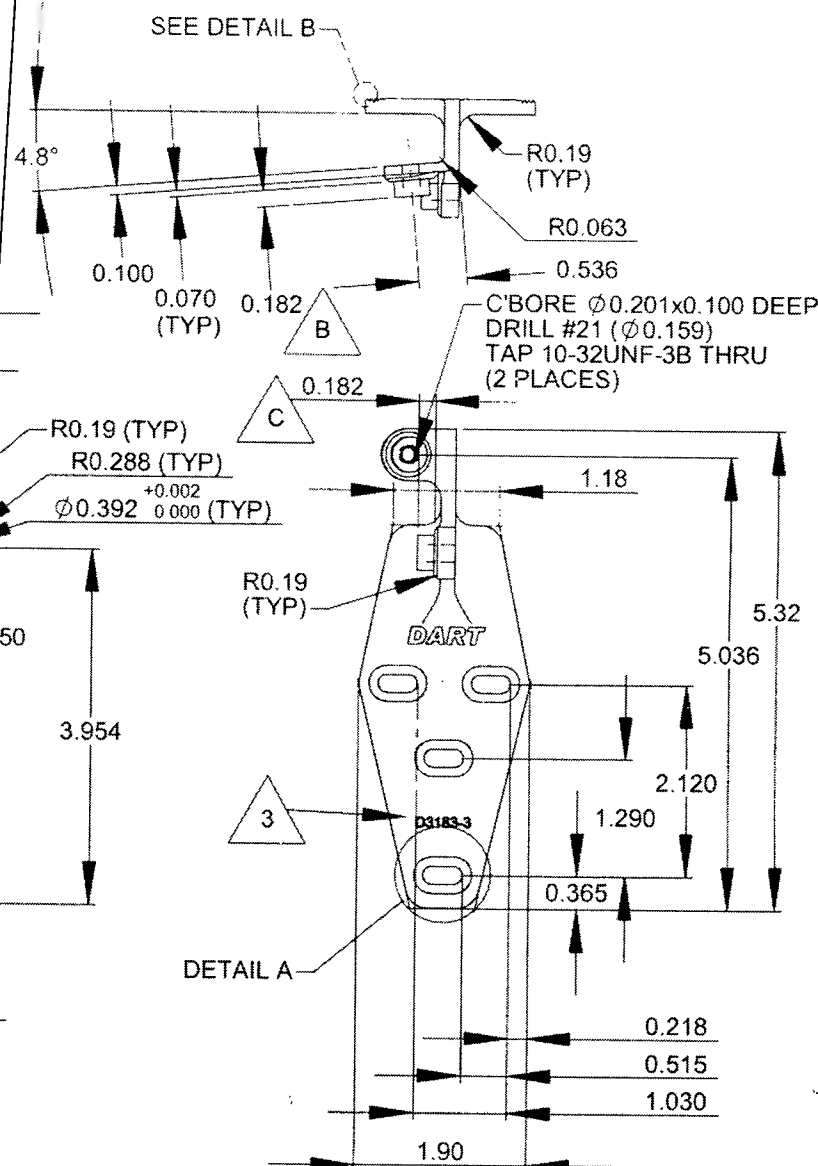 SEE DETAIL B
4.8°
R0.19
(TYP)
R0.063
0.100
0.070
(TYP)
0.182
0.536
B
C'BORE ∅0.201x0.100 DEEP
DRILL #21 (∅0.159)
TAP 10-32UNF-3B THRU
(2 PLACES)
C
0.182
R0.19 (TYP)
R0.288 (TYP)
∅0.392 +0.002 0.000 (TYP)
1.18
R0.19
(TYP)
DART
5.32
5.036
50
3.954
2.120
3
D3183-3
1.290
0.365
DETAIL A
0.218
0.515
1.030
1.90